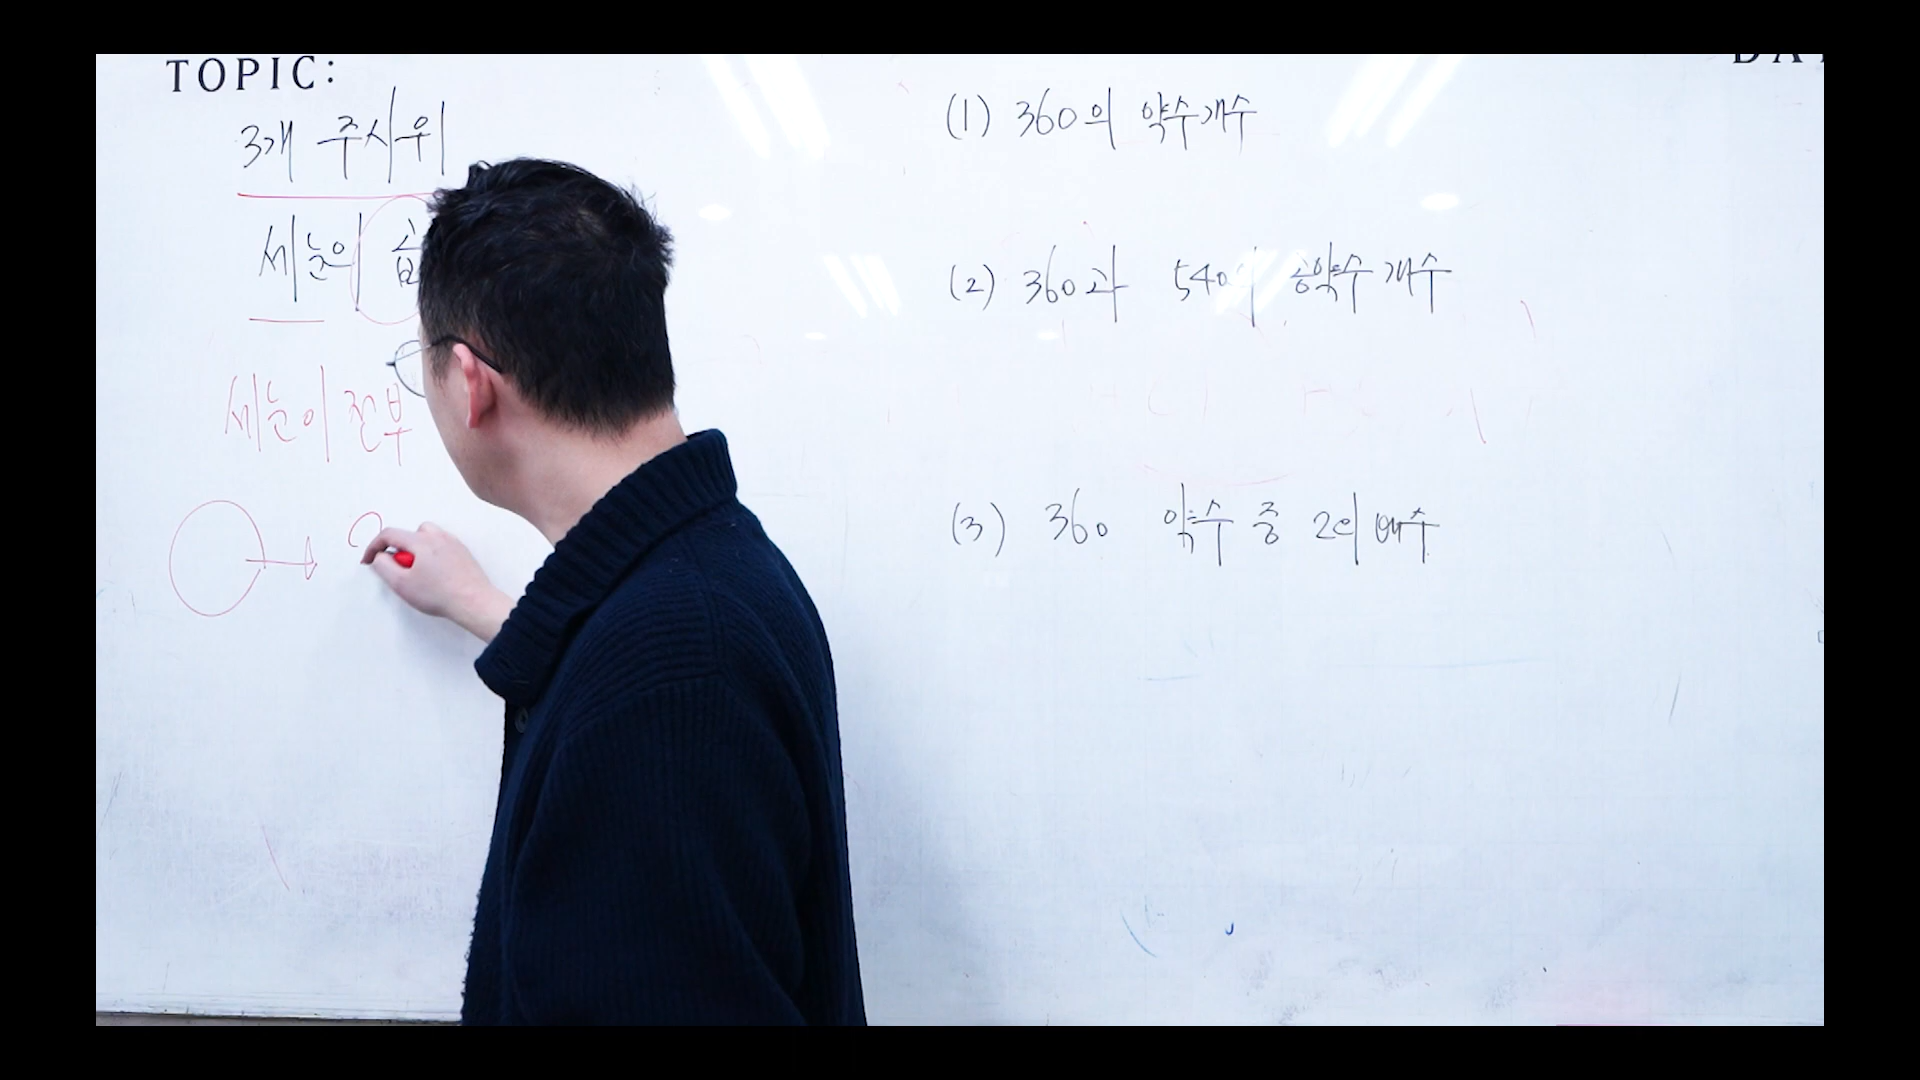 TOPIC:
3개 주사위
세눈의
세눈이 전부
(1) 360의 약수개수
(2) 360과 540의 공약수 개수
(3) 360 약수 중 2의 배수